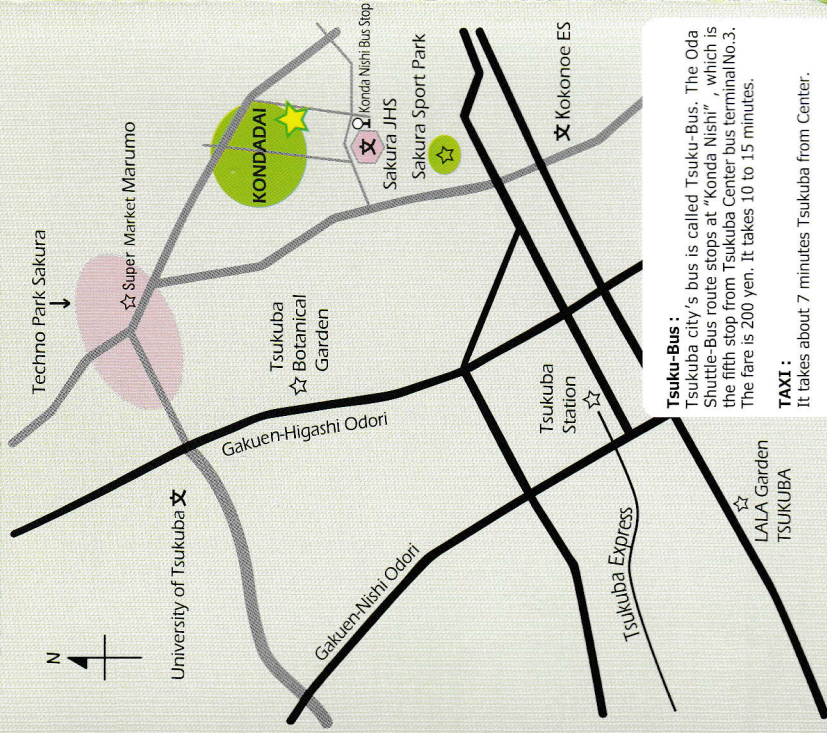 N
Techno Park Sakura
↓
Super Market Marumo
KONDADAI
Konda Nishi Bus Stop
文
Sakura JHS
Sakura Sport Park
文 Kokonoe ES
University of Tsukuba 文
Tsukuba
Botanical
Garden
Gakuen-Higashi Odori
Gakuen-Nishi Odori
Tsukuba
Station
Tsukuba Express
LALA Garden
TSUKUBA
Tsuku-Bus :
Tsukuba city's bus is called Tsuku-Bus. The Oda
Shuttle-Bus route stops at "Konda Nishi" , which is
the fifth stop from Tsukuba Center bus terminal No.3.
The fare is 200 yen. It takes 10 to 15 minutes.
TAXI :
It takes about 7 minutes Tsukuba from Center.